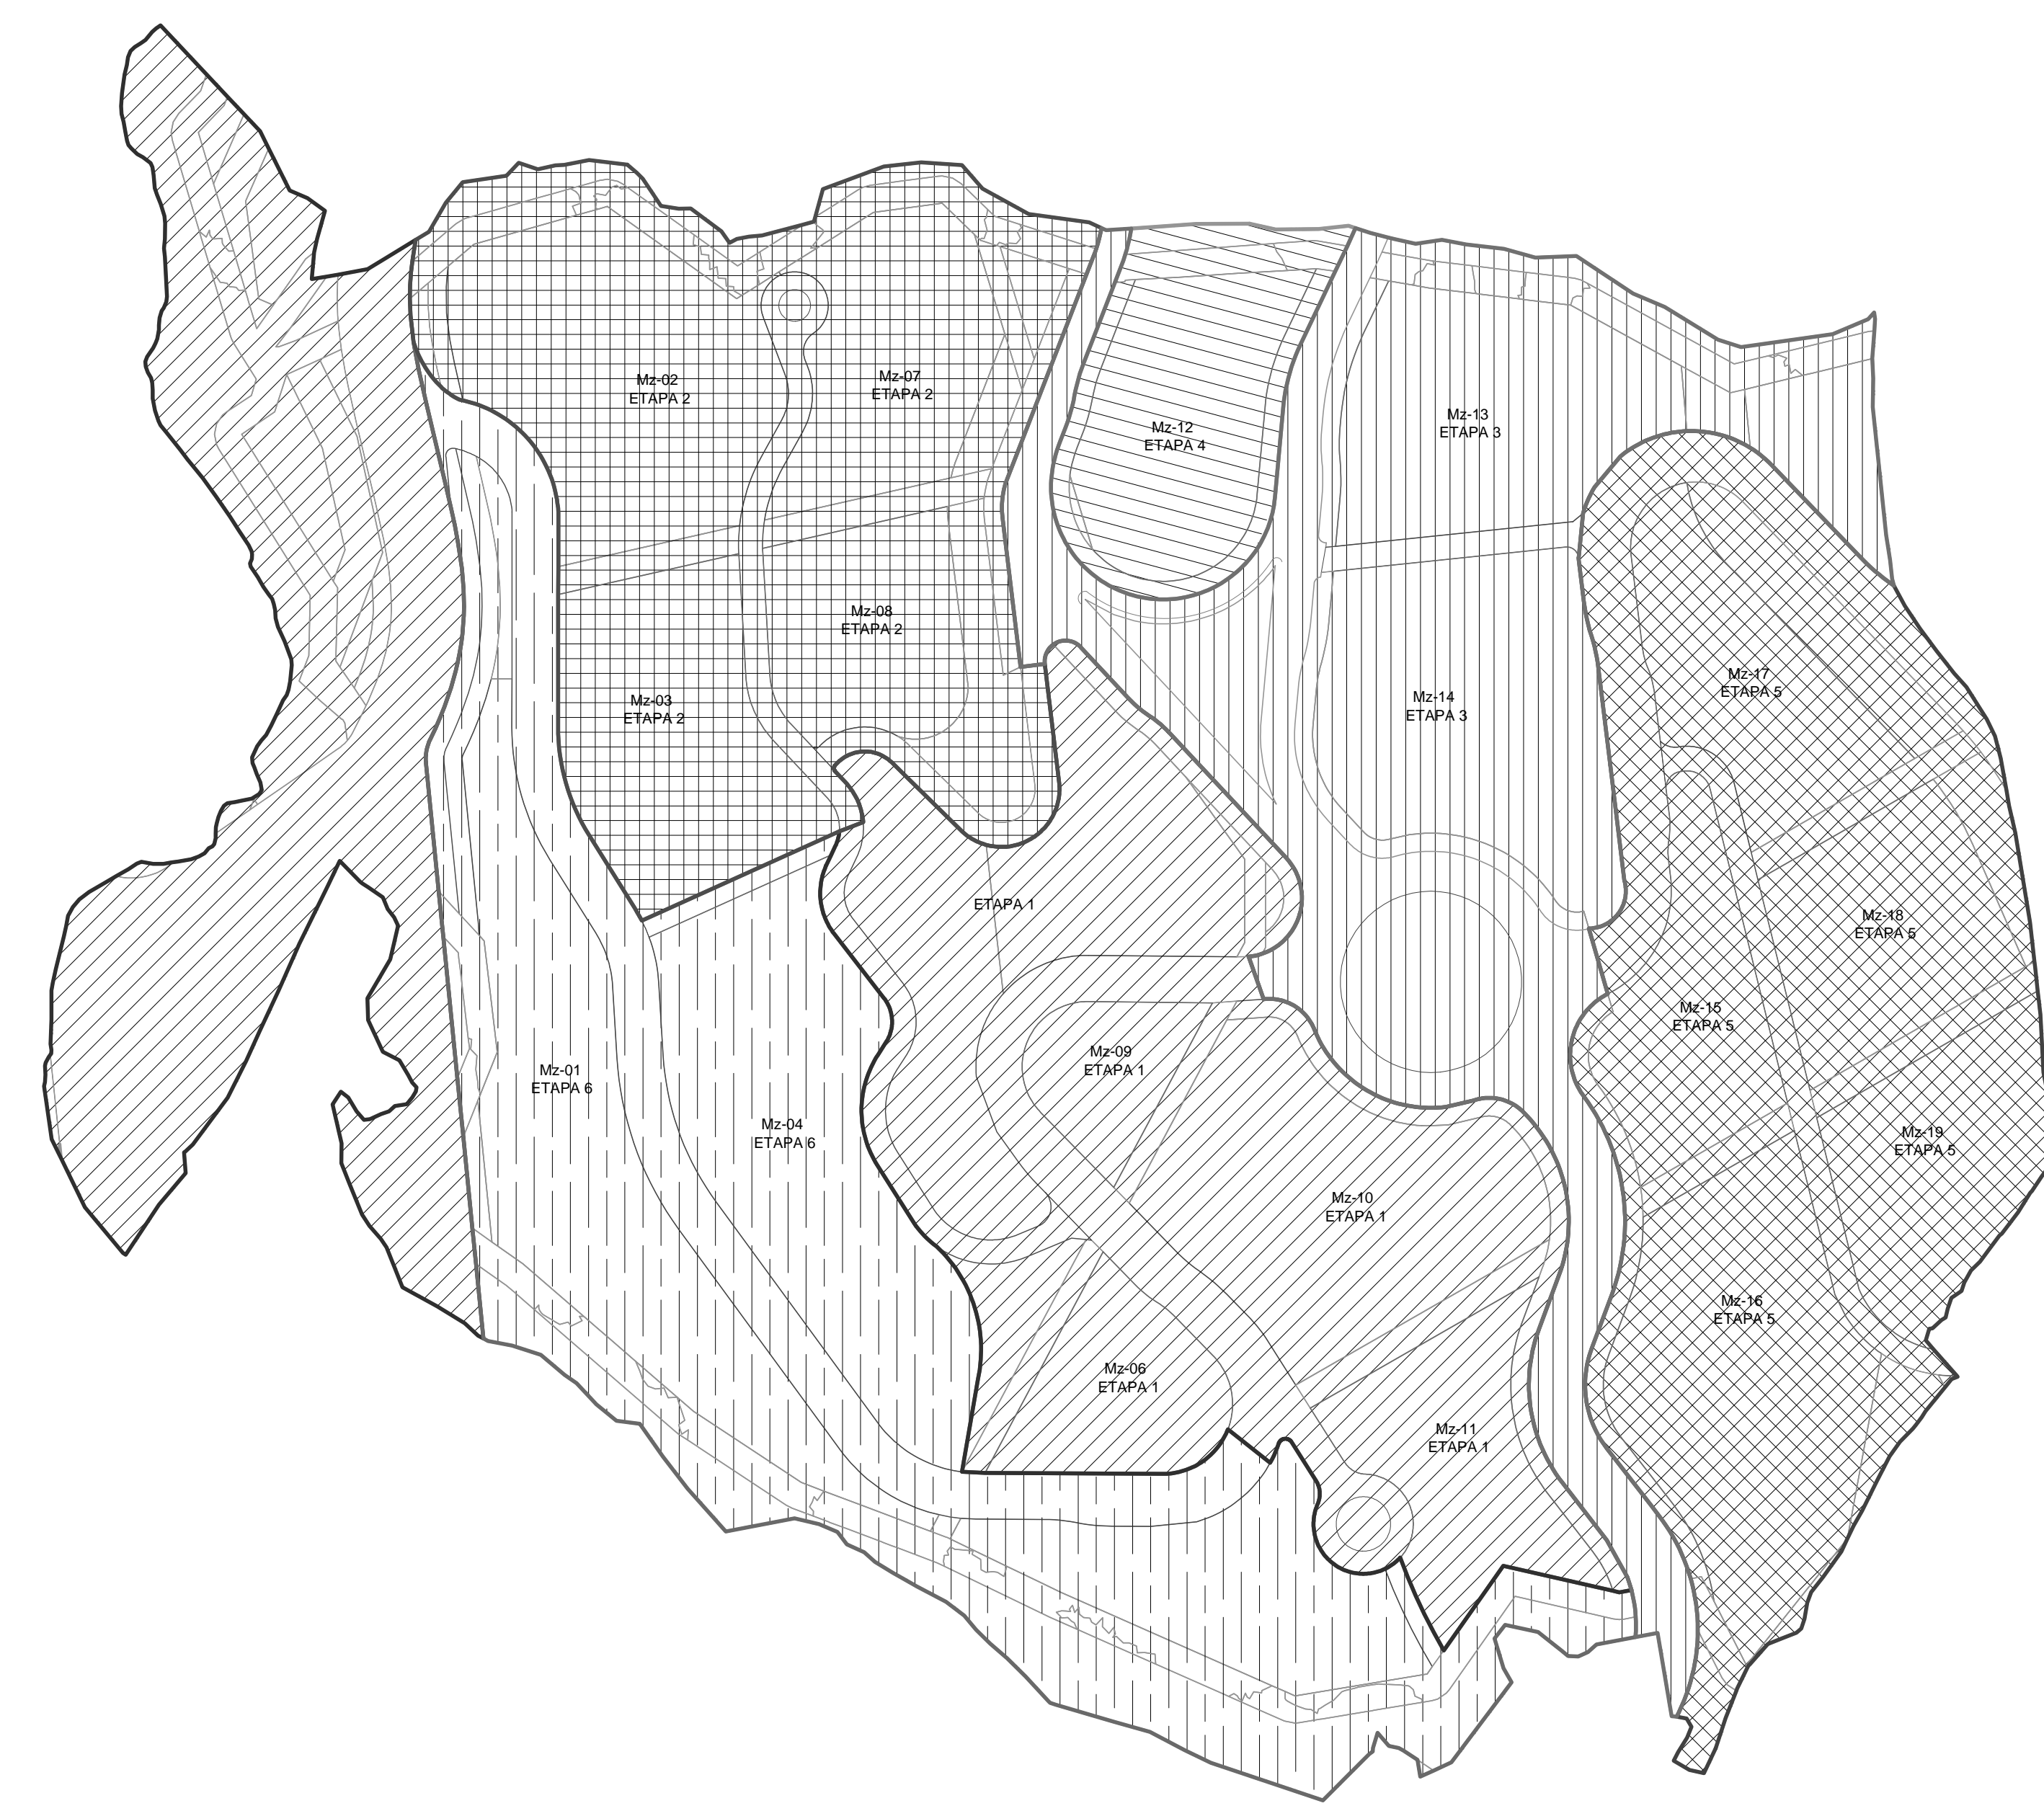 Mz-02
ETAPA 2
Mz-07
ETAPA 2
Mz-12
ETAPA 4
Mz-13
ETAPA 3
Mz-08
ETAPA 2
Mz-03
ETAPA 2
Mz-14
ETAPA 3
Mz-17
ETAPA 5
ETAPA 1
Mz-18
ETAPA 5
Mz-15
ETAPA 5
Mz-01
ETAPA 6
Mz-09
ETAPA 1
Mz-04
ETAPA 6
Mz-19
ETAPA 5
Mz-10
ETAPA 1
Mz-16
ETAPA 5
Mz-06
ETAPA 1
Mz-11
ETAPA 1